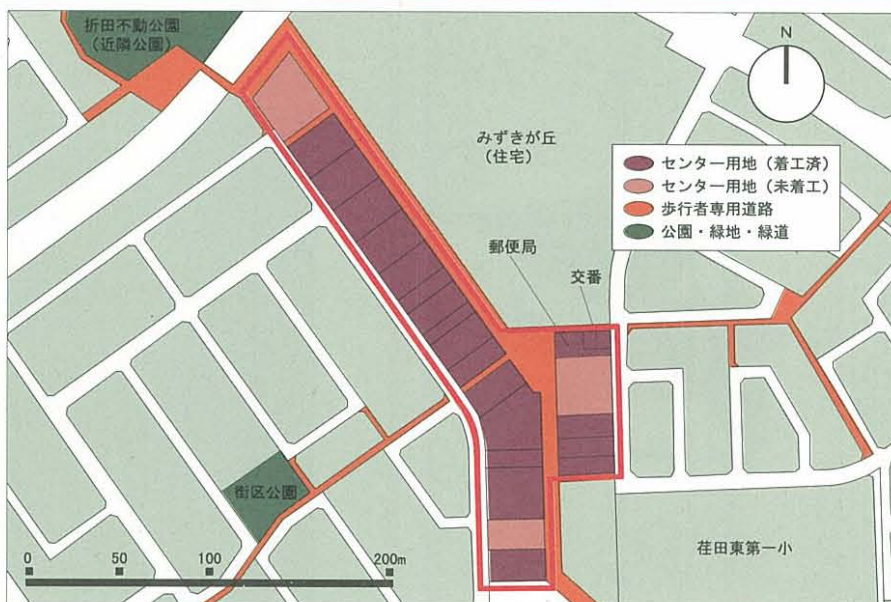 折田不動公園
(近隣公園)
N
みずきが丘
(住宅)
センター用地(着工済)
センター用地(未着工)
歩行者専用道路
公園・緑地・緑道
郵便局
交番
街区公園
荏田東第一小
0 50 100 200m